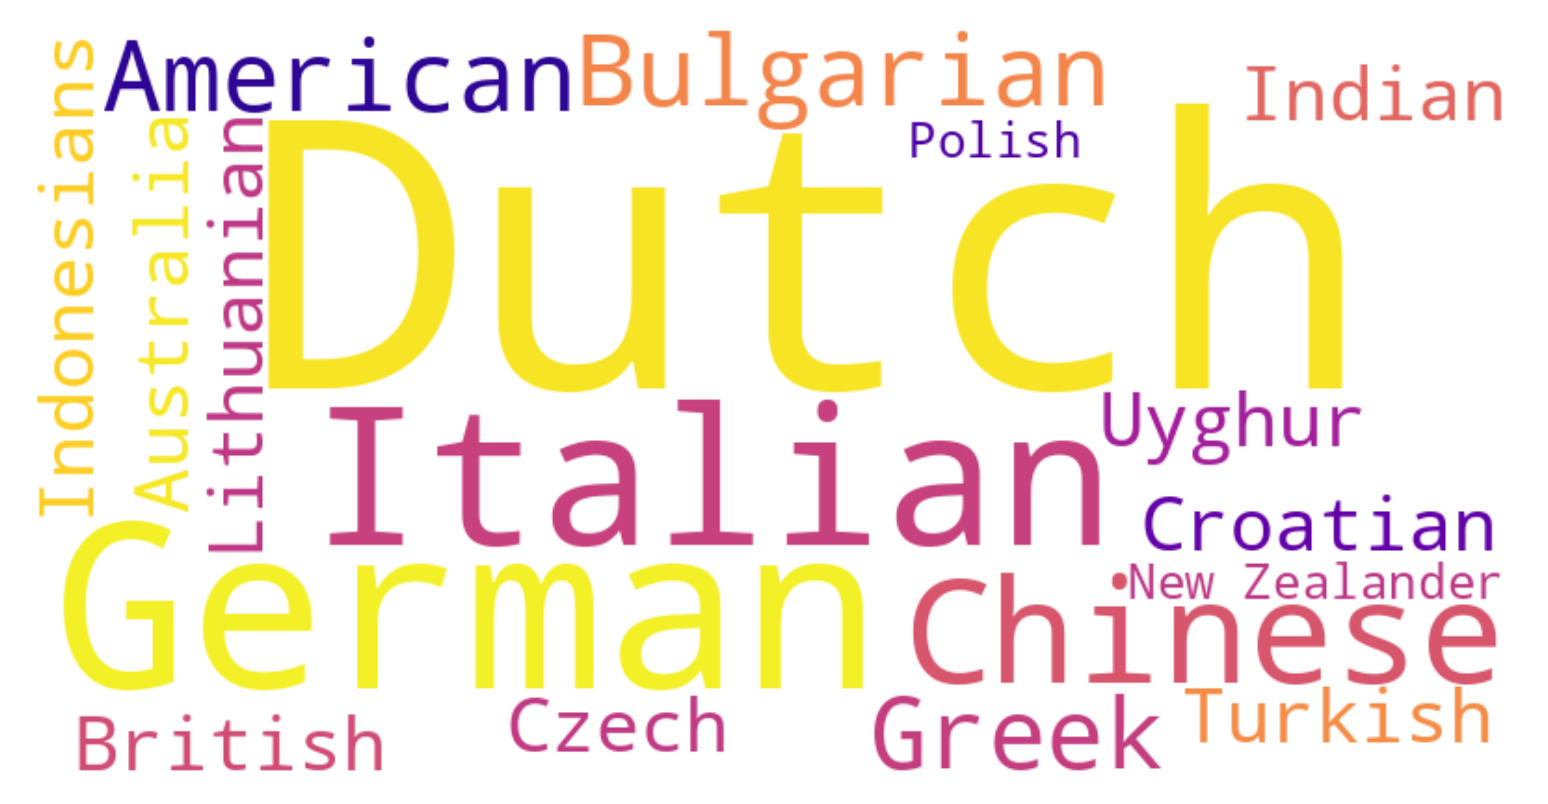 American
Bulgarian
Indian
Polish
Dutch
Indonesians
Australia
Lithuanian
Italian
Uyghur
Croatian
German
New Zealander
Chinese
British
Czech
Greek
Turkish